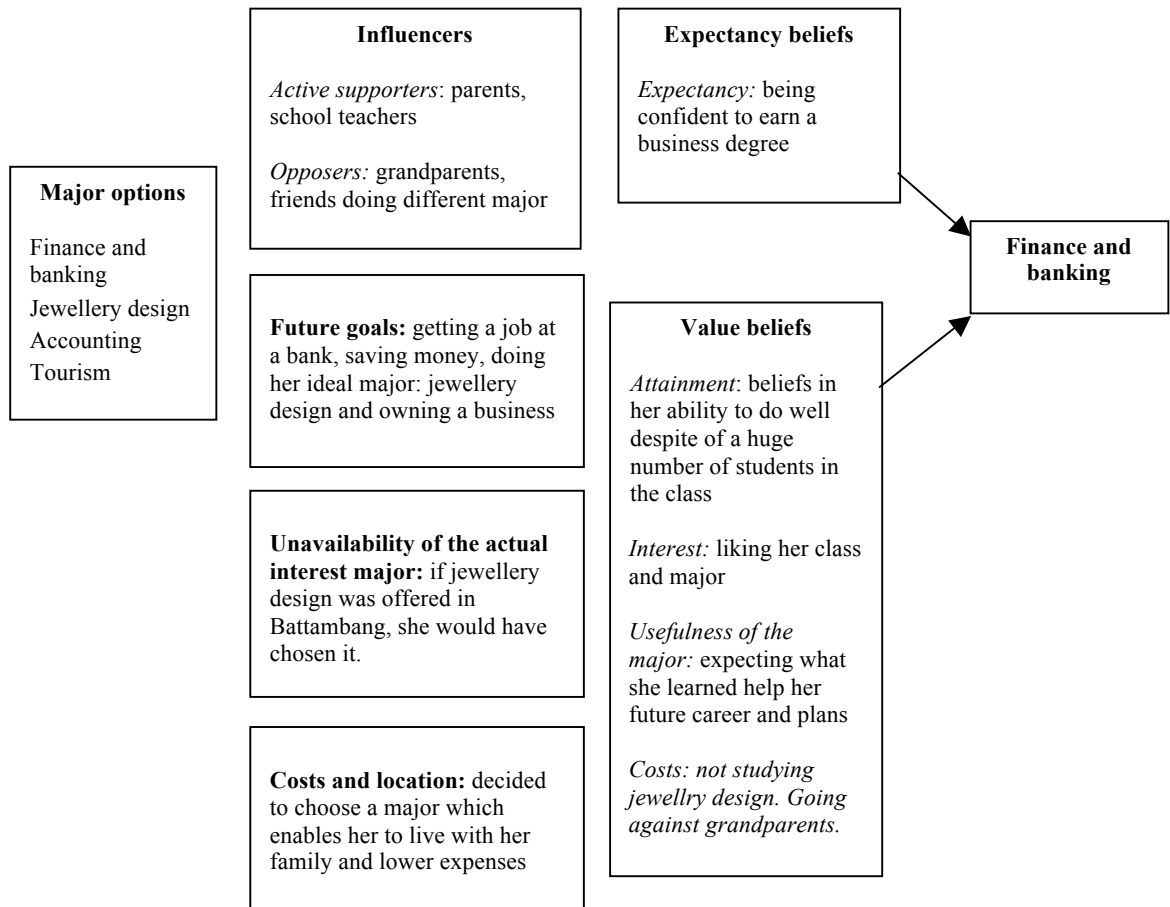 Major options
Finance and
banking
Jewellery design
Accounting
Tourism
Influencers
Active supporters: parents,
school teachers
Opposers: grandparents,
friends doing different major
Future goals: getting a job at
a bank, saving money, doing
her ideal major: jewellery
design and owning a business
Unavailability of the actual
interest major: if jewellery
design was offered in
Battambang, she would have
chosen it.
Costs and location: decided
to choose a major which
enables her to live with her
family and lower expenses
Expectancy beliefs
Expectancy: being
confident to earn a
business degree
Value beliefs
Attainment: beliefs in
her ability to do well
despite of a huge
number of students in
the class
Interest: liking her class
and major
Usefulness of the
major: expecting what
she learned help her
future career and plans
Costs: not studying
jewellry design. Going
against grandparents.
Finance and
banking